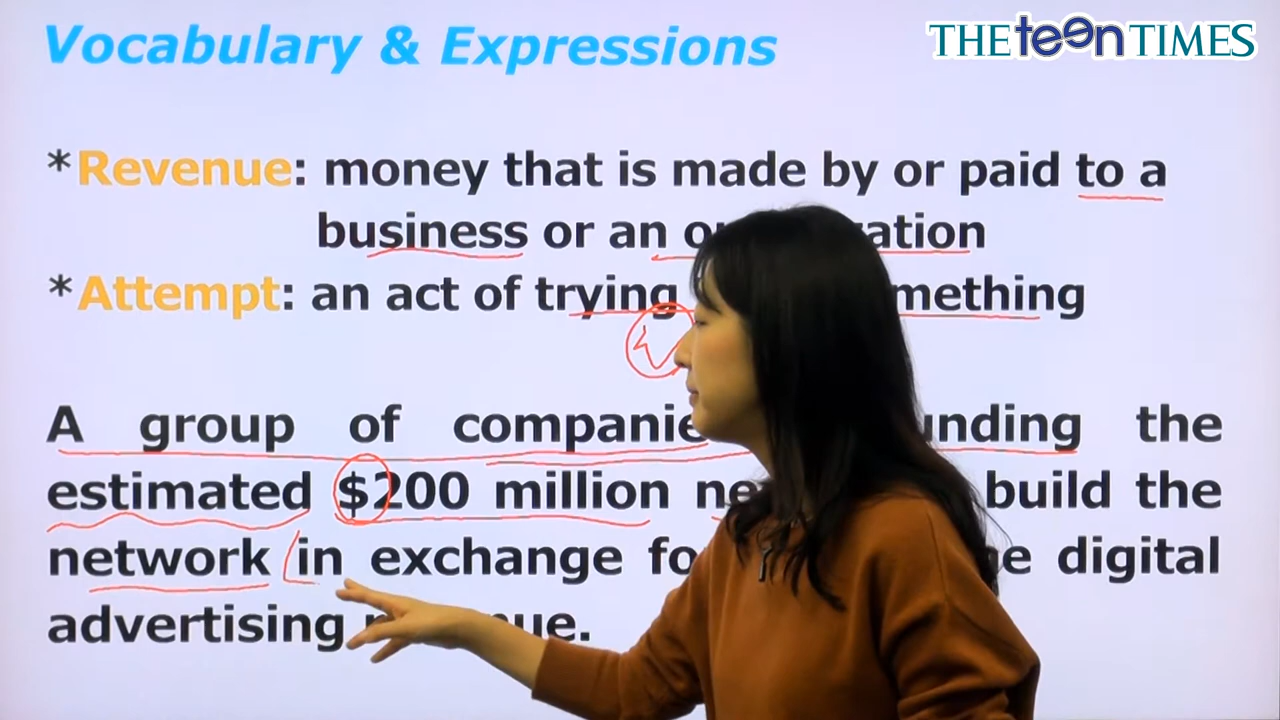 Vocabulary & Expressions
THE teen TIMES
*Revenue: money that is made by or paid to a
business or an
*Attempt: an act of trying
A group of the
estimated $200 million build the
network in exchange digital
advertising